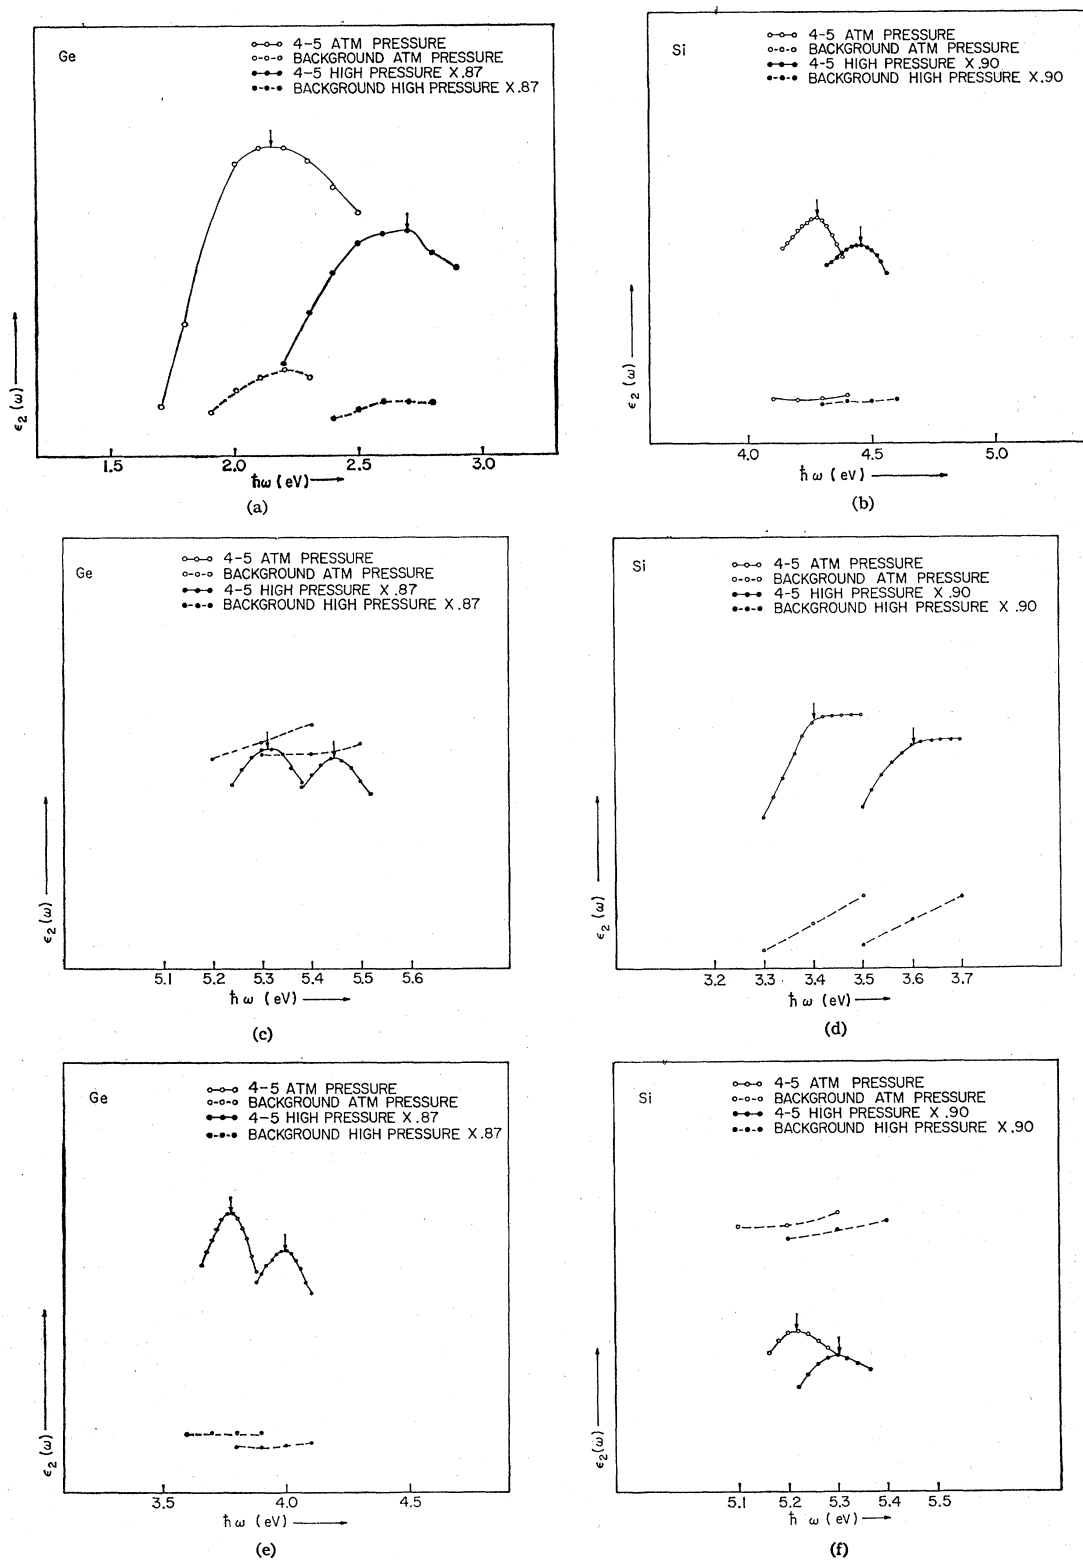 Ge
4-5 ATM PRESSURE
BACKGROUND ATM PRESSURE
4-5 HIGH PRESSURE X .87
BACKGROUND HIGH PRESSURE X .87
ϵ2 (ω)
1.5 2.0 2.5 3.0
ħω (eV)
(a)
Si
4-5 ATM PRESSURE
BACKGROUND ATM PRESSURE
4-5 HIGH PRESSURE X.90
BACKGROUND HIGH PRESSURE X .90
ϵ2 (ω)
4.0 4.5 5.0
ħ ω (eV)
(b)
Ge
4-5 ATM PRESSURE
BACKGROUND ATM PRESSURE
4-5 HIGH PRESSURE X .87
BACKGROUND HIGH PRESSURE X .87
ϵ2 (ω)
5.1 5.2 5.3 5.4 5.5 5.6
ħ ω (eV)
(c)
Si
4-5 ATM PRESSURE
BACKGROUND ATM PRESSURE
4-5 HIGH PRESSURE X .90
BACKGROUND HIGH PRESSURE X .90
ϵ2 (ω)
3.2 3.3 3.4 3.5 3.6 3.7
ħ ω (eV)
(d)
Ge
4-5 ATM PRESSURE
BACKGROUND ATM PRESSURE
4-5 HIGH PRESSURE X .87
BACKGROUND HIGH PRESSURE X .87
ϵ2 (ω)
3.5 4.0 4.5
ħ ω (eV)
(e)
Si
4-5 ATM PRESSURE
BACKGROUND ATM PRESSURE
4-5 HIGH PRESSURE X .90
BACKGROUND HIGH PRESSURE X .90
ϵ2(ω)
5.1 5.2 5.3 5.4 5.5
ħ ω (eV)
(f)